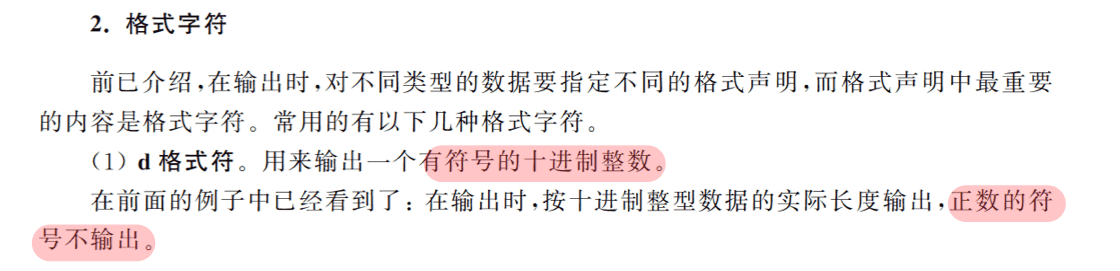 2. 格式字符
前已介绍,在输出时,对不同类型的数据要指定不同的格式声明,而格式声明中最重要
的内容是格式字符。常用的有以下几种格式字符。
(1) d 格式符。用来输出一个有符号的十进制整数。
在前面的例子中已经看到了: 在输出时,按十进制整型数据的实际长度输出,正数的符
号不输出。